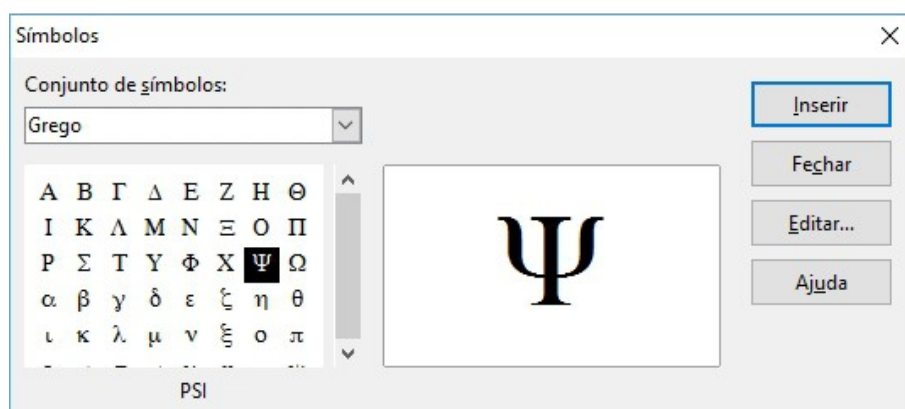 Símbolos
Conjunto de símbolos:
Grego
Α Β Γ Δ Ε Ζ Η Θ
Ι Κ Λ Μ Ν Ξ Ο Π
Ρ Σ Τ Υ Φ Χ Ψ Ω
α β γ δ ε ζ η θ
ι κ λ μ ν ξ ο π
PSI
Ψ
Inserir
Fechar
Editar...
Ajuda